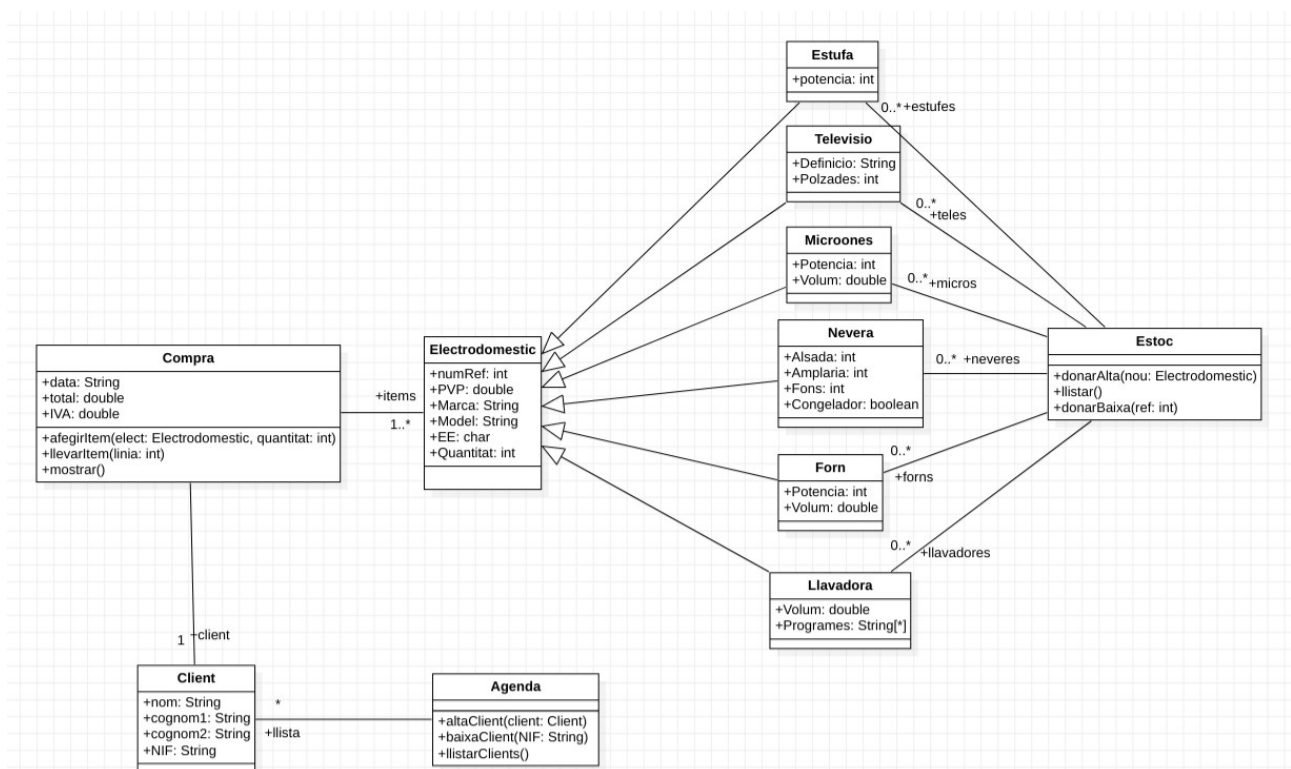 Estufa
+potencia: int
0..* +estufes
Televisio
+Definicio: String
+Polzades: int
0..*
+teles
Microones
+Potencia: int
+Volum: double
0..* +micros
Nevera
+Alsada: int
+Amplaria: int
+Fons: int
+Congelador: boolean
0..* +neveres
Estoc
+donarAlta(nou: Electrodomestic)
+llistar()
+donarBaixa(ref: int)
Compra
+data: String
+total: double
+IVA: double
+afegirItem(elect: Electrodomestic, quantitat: int)
+llevarItem(linia: int)
+mostrar()
+items
1..*
Electrodomestic
+numRef: int
+PVP: double
+Marca: String
+Model: String
+EE: char
+Quantitat: int
Forn
+Potencia: int
+Volum: double
0..*
+forns
0..*
+llavadores
Llavadora
+Volum: double
+Programes: String[*]
1 +client
Client
+nom: String
+cognom1: String
+cognom2: String
+NIF: String
*
+llista
Agenda
+altaClient(client: Client)
+baixaClient(NIF: String)
+llistarClients()